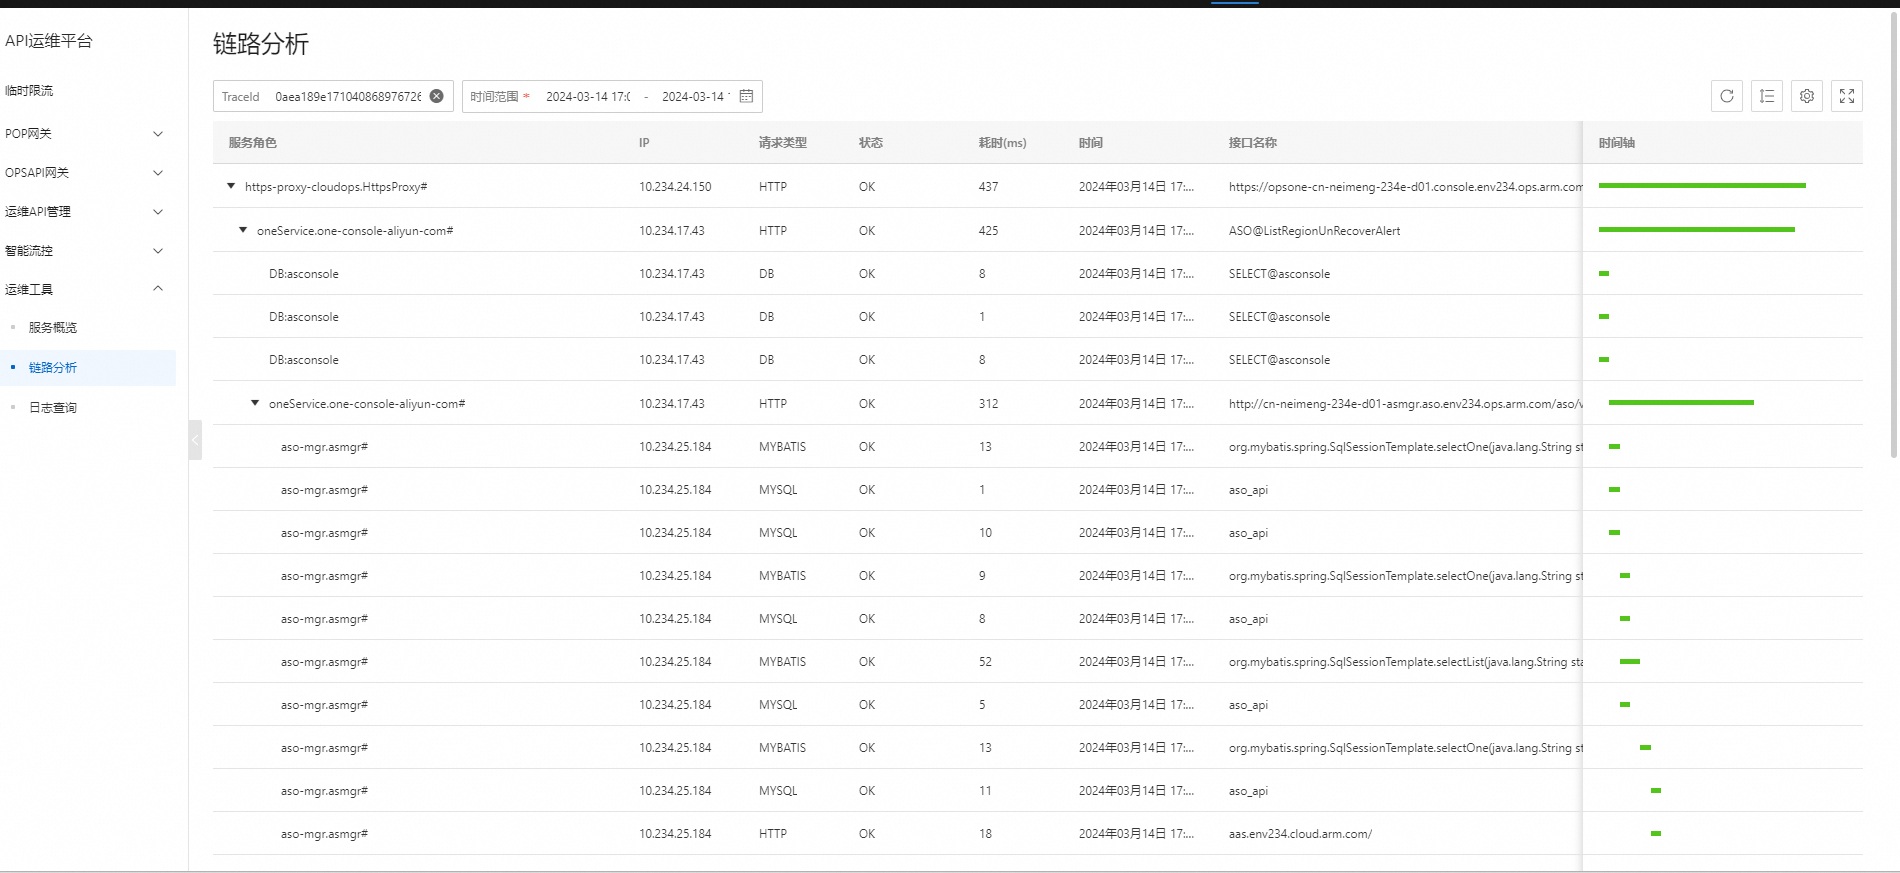 API运维平台
临时限流
POP网关
OPSAPI网关
运维API管理
智能流控
运维工具
服务概览
链路分析
日志查询
链路分析
TraceId 0aea189e171040868976726 时间范围 * 2024-03-14 17:0 - 2024-03-14
服务角色 IP 请求类型 状态 耗时(ms) 时间 接口名称 时间轴
https-proxy-cloudops.HttpsProxy# 10.234.24.150 HTTP OK 437 2024年03月14日 17:... https://opsone-cn-neimeng-234e-d01.console.env234.ops.arm.com
oneService.one-console-aliyun-com# 10.234.17.43 HTTP OK 425 2024年03月14日 17:... ASO@ListRegionUnRecoverAlert
DB:asconsole 10.234.17.43 DB OK 8 2024年03月14日 17:... SELECT@asconsole
DB:asconsole 10.234.17.43 DB OK 1 2024年03月14日 17:... SELECT@asconsole
DB:asconsole 10.234.17.43 DB OK 8 2024年03月14日 17:... SELECT@asconsole
oneService.one-console-aliyun-com# 10.234.17.43 HTTP OK 312 2024年03月14日 17:... http://cn-neimeng-234e-d01-asmgr.aso.env234.ops.arm.com/aso/v
aso-mgr.asmgr# 10.234.25.184 MYBATIS OK 13 2024年03月14日 17:... org.mybatis.spring.SqlSessionTemplate.selectOne(java.lang.String st
aso-mgr.asmgr# 10.234.25.184 MYSQL OK 1 2024年03月14日 17:... aso_api
aso-mgr.asmgr# 10.234.25.184 MYSQL OK 10 2024年03月14日 17:... aso_api
aso-mgr.asmgr# 10.234.25.184 MYBATIS OK 9 2024年03月14日 17:... org.mybatis.spring.SqlSessionTemplate.selectOne(java.lang.String st
aso-mgr.asmgr# 10.234.25.184 MYSQL OK 8 2024年03月14日 17:... aso_api
aso-mgr.asmgr# 10.234.25.184 MYBATIS OK 52 2024年03月14日 17:... org.mybatis.spring.SqlSessionTemplate.selectList(java.lang.String sta
aso-mgr.asmgr# 10.234.25.184 MYSQL OK 5 2024年03月14日 17:... aso_api
aso-mgr.asmgr# 10.234.25.184 MYBATIS OK 13 2024年03月14日 17:... org.mybatis.spring.SqlSessionTemplate.selectOne(java.lang.String st
aso-mgr.asmgr# 10.234.25.184 MYSQL OK 11 2024年03月14日 17:... aso_api
aso-mgr.asmgr# 10.234.25.184 HTTP OK 18 2024年03月14日 17:... aas.env234.cloud.arm.com/